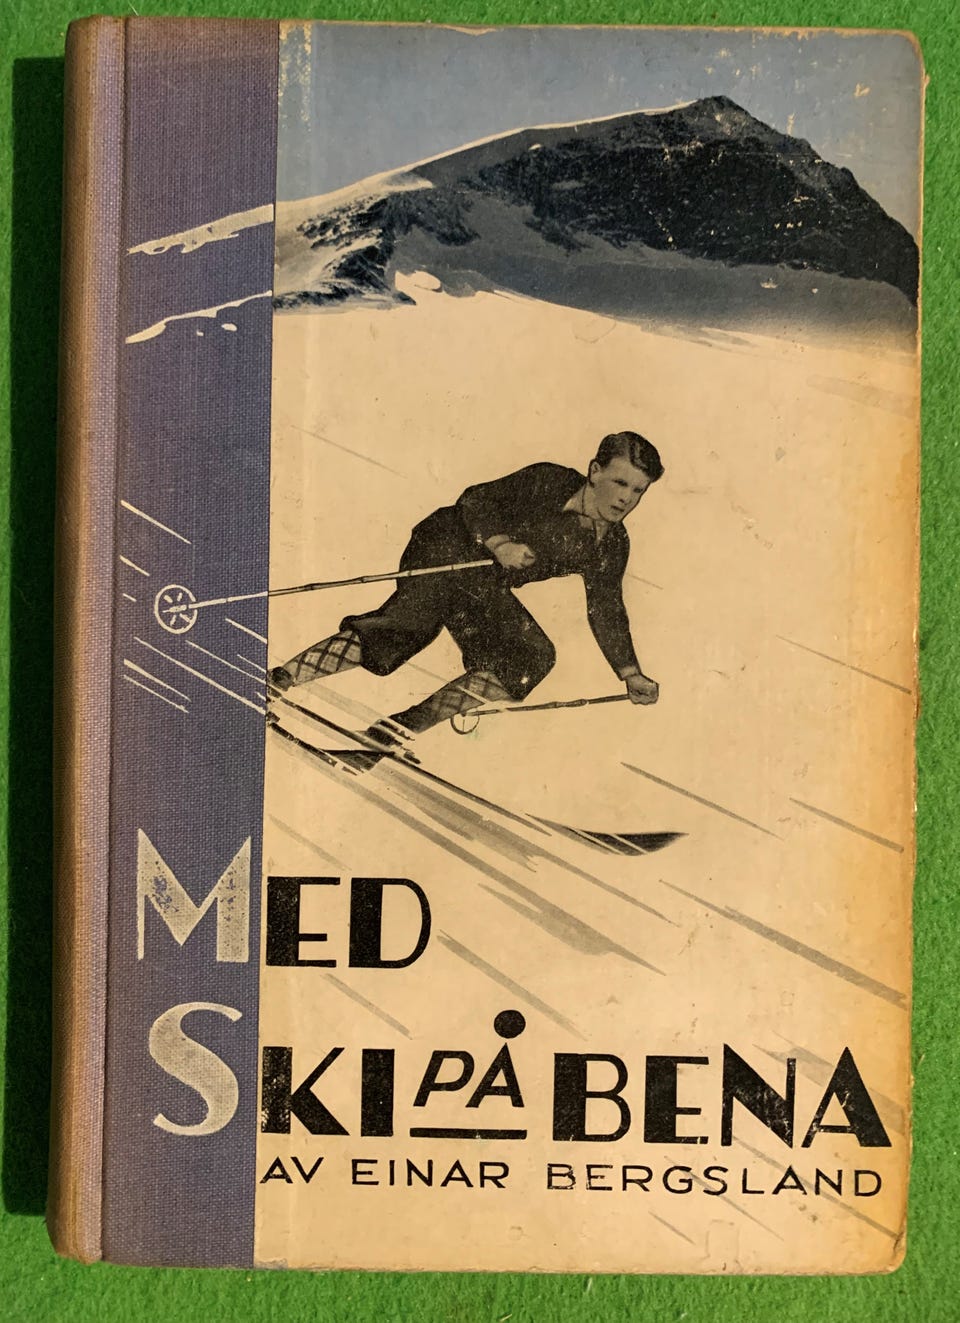 MED
SKI PÅ BENA
AV EINAR BERGSLAND